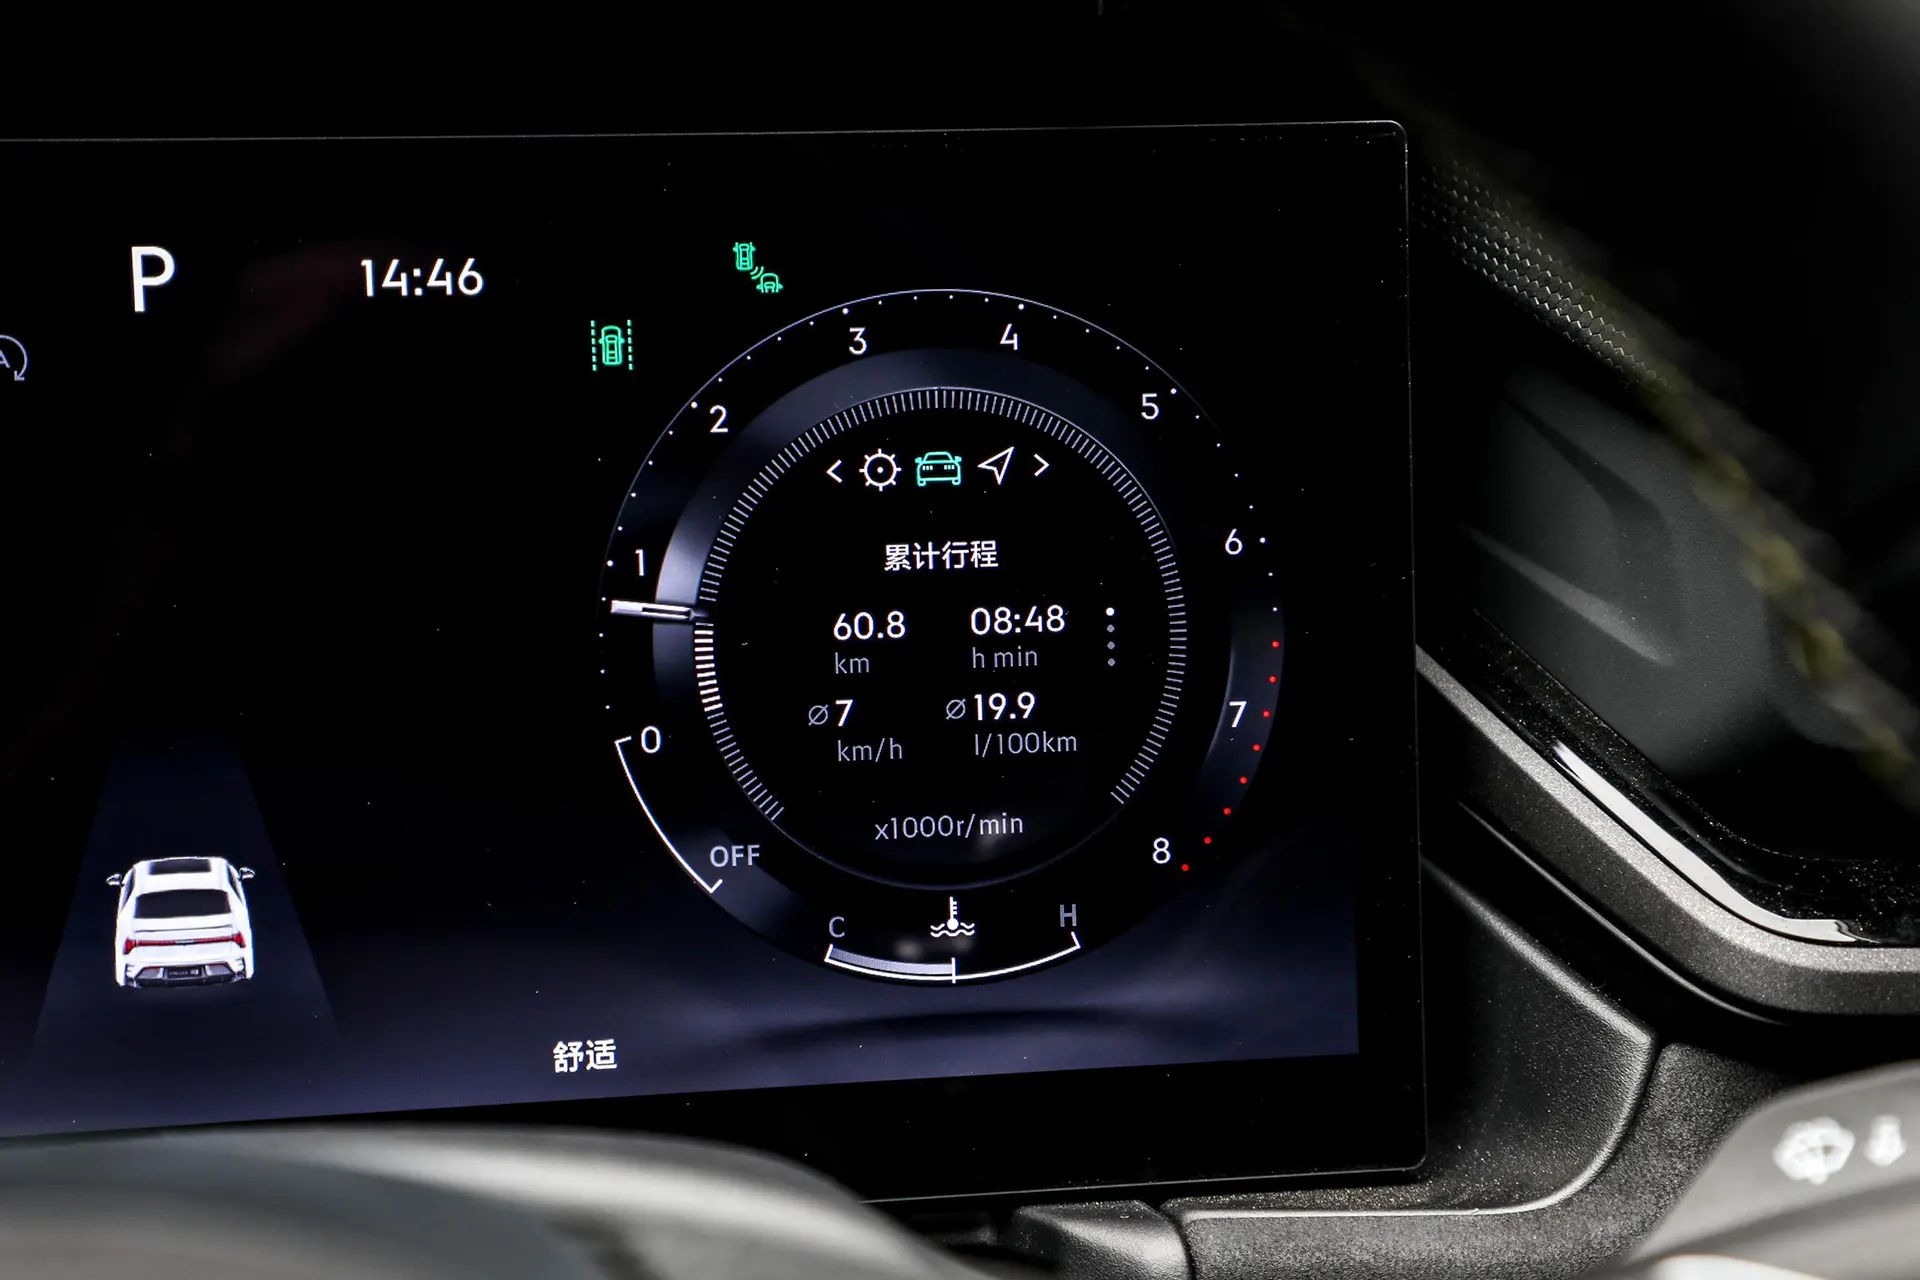 P
14:46
A
3
4
2
5
累计行程
6
1
60.8
08:48
km
h min
Ø7
Ø19.9
km/h
l/100km
7
0
x1000r/min
8
OFF
C
H
舒适